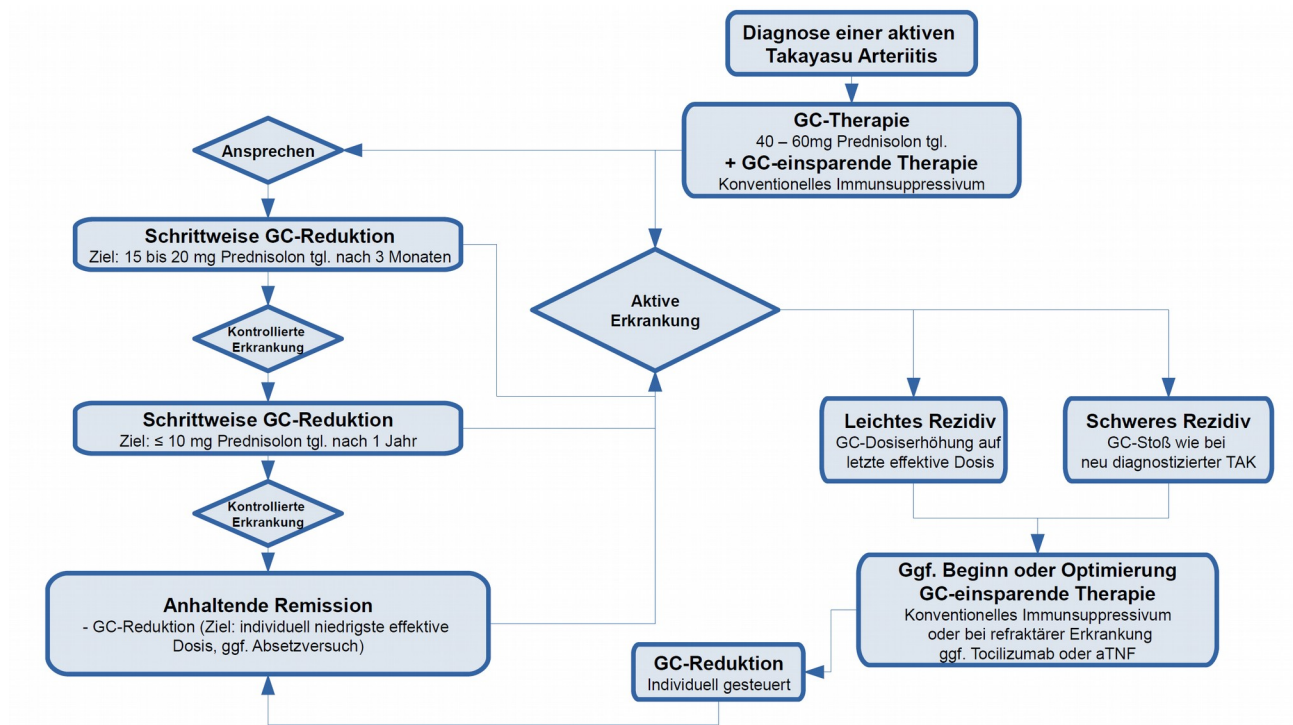 Diagnose einer aktiven
Takayasu Arteriitis
GC-Therapie
40 – 60mg Prednisolon tgl.
+ GC-einsparende Therapie
Konventionelles Immunsuppressivum
Ansprechen
Schrittweise GC-Reduktion
Ziel: 15 bis 20 mg Prednisolon tgl. nach 3 Monaten
Kontrollierte
Erkrankung
Schrittweise GC-Reduktion
Ziel: ≤ 10 mg Prednisolon tgl. nach 1 Jahr
Kontrollierte
Erkrankung
Anhaltende Remission
- GC-Reduktion (Ziel: individuell niedrigste effektive
Dosis, ggf. Absetzversuch)
Aktive
Erkrankung
Leichtes Rezidiv
GC-Dosiserhöhung auf
letzte effektive Dosis
Schweres Rezidiv
GC-Stoß wie bei
neu diagnostizierter TAK
Ggf. Beginn oder Optimierung
GC-einsparende Therapie
Konventionelles Immunsuppressivum
oder bei refraktärer Erkrankung
ggf. Tocilizumab oder aTNF
GC-Reduktion
Individuell gesteuert